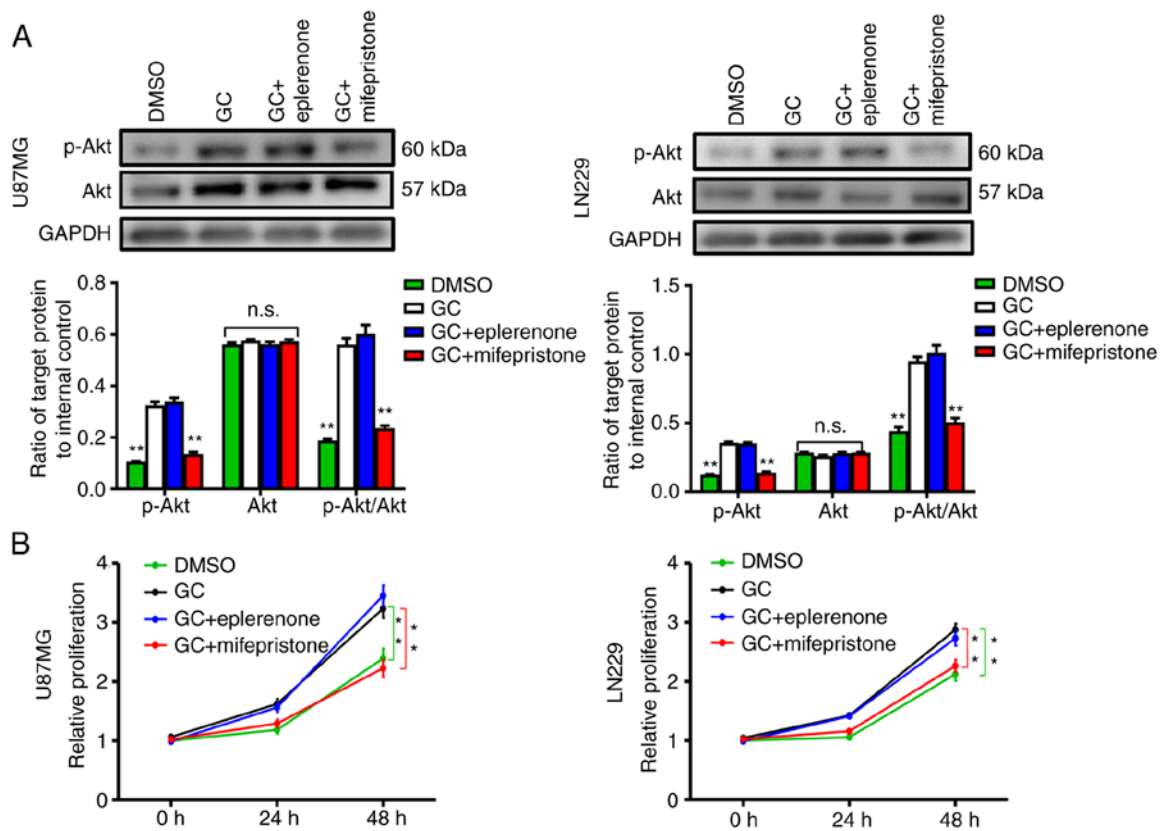 A
DMSO
GC
GC+
eplerenone
GC+
mifepristone
U87MG
p-Akt
60 kDa
Akt
57 kDa
GAPDH
Ratio of target protein
to internal control
0.8
0.6
0.4
0.2
0.0
n.s.
**
**
**
**
p-Akt
Akt
p-Akt/Akt
DMSO
GC
GC+eplerenone
GC+mifepristone
DMSO
GC
GC+
eplerenone
GC+
mifepristone
LN229
p-Akt
60 kDa
Akt
57 kDa
GAPDH
Ratio of target protein
to internal control
1.5
1.0
0.5
0.0
n.s.
**
**
**
**
p-Akt
Akt
p-Akt/Akt
DMSO
GC
GC+eplerenone
GC+mifepristone
B
U87MG
Relative proliferation
4
3
2
1
0
0 h
24 h
48 h
DMSO
GC
GC+eplerenone
GC+mifepristone
**
**
LN229
Relative proliferation
4
3
2
1
0
0 h
24 h
48 h
DMSO
GC
GC+eplerenone
GC+mifepristone
**
**